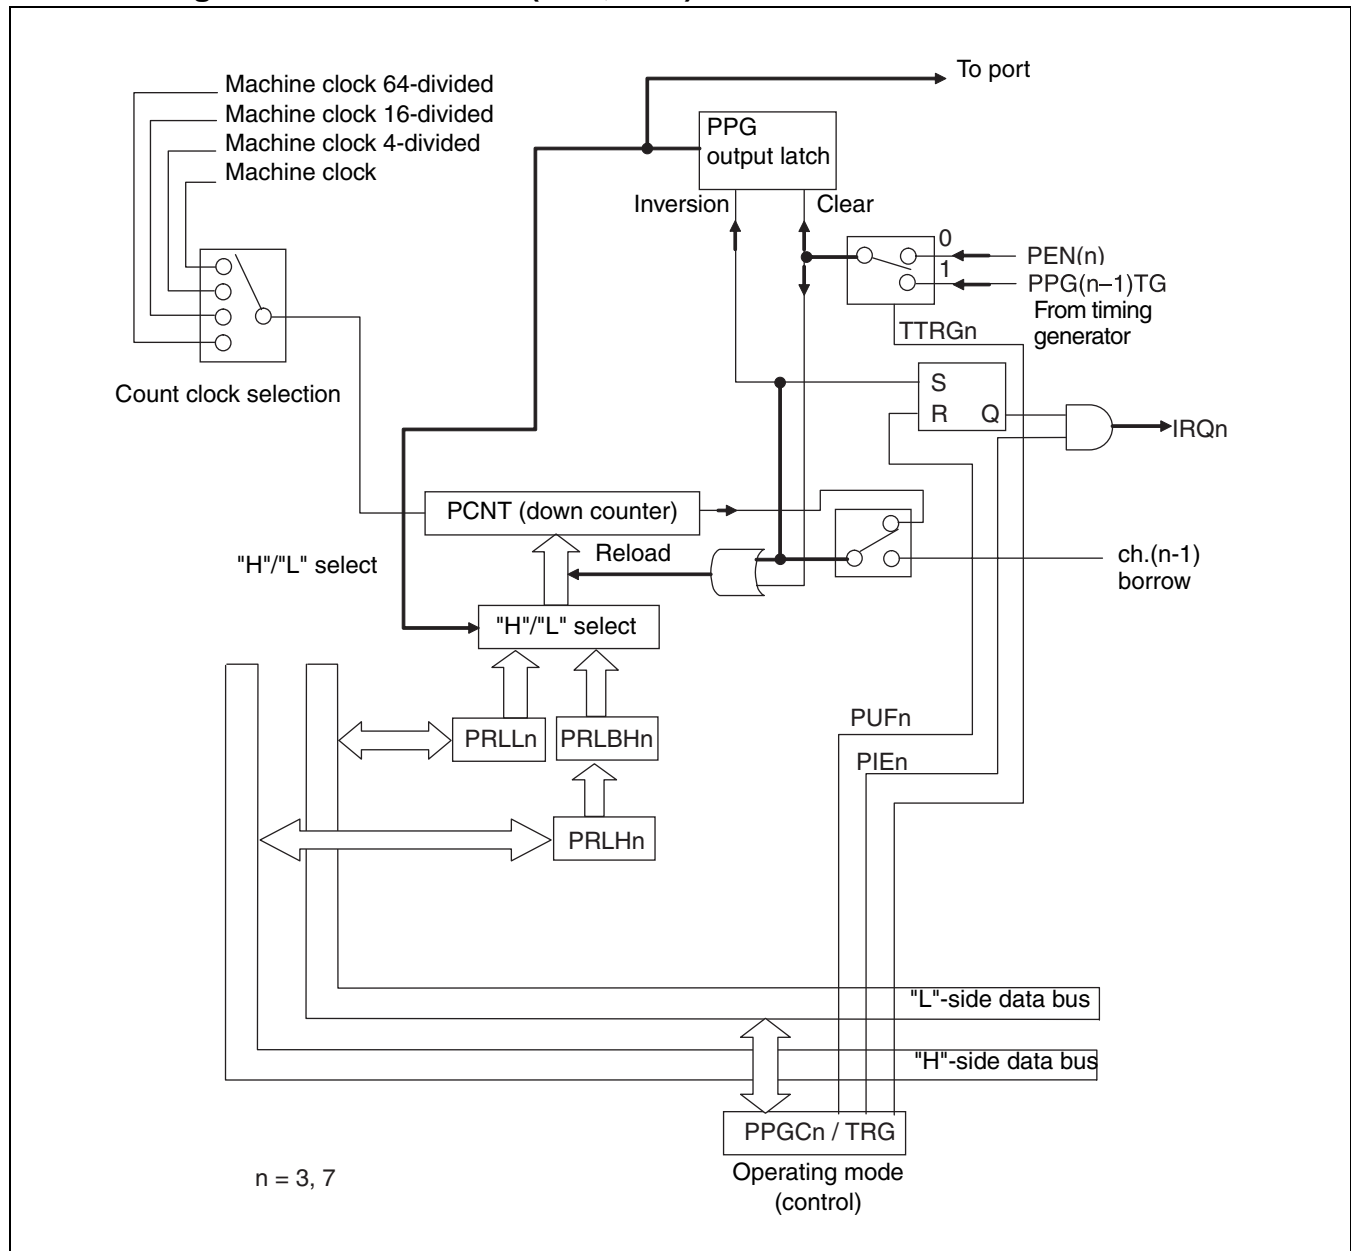 Machine clock 64-divided
Machine clock 16-divided
Machine clock 4-divided
Machine clock
Count clock selection
To port
PPG
output latch
Inversion
Clear
0
1
PEN(n)
PPG(n–1)TG
From timing
generator
TTRGn
S
R
Q
IRQn
PCNT (down counter)
Reload
"H"/"L" select
ch.(n-1)
borrow
"H"/"L" select
PRLLn
PRLBHn
PRLHn
PUFn
PIEn
"L"-side data bus
"H"-side data bus
PPGCn / TRG
Operating mode
(control)
n = 3, 7